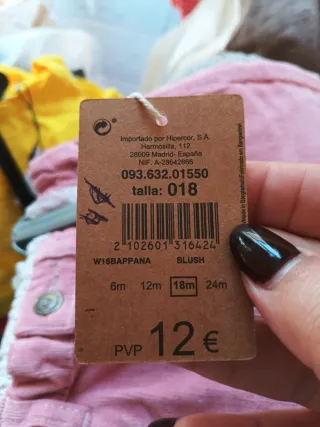 Importado por Hipercor, S.A.
Hermosilla, 112
28009 Madrid- España
NIF. A-28642866
093.632.01550
talla: 018
2 102601 316424
W16BAPPANA BLUSH
6m 12m 18m 24m
PVP 12 €